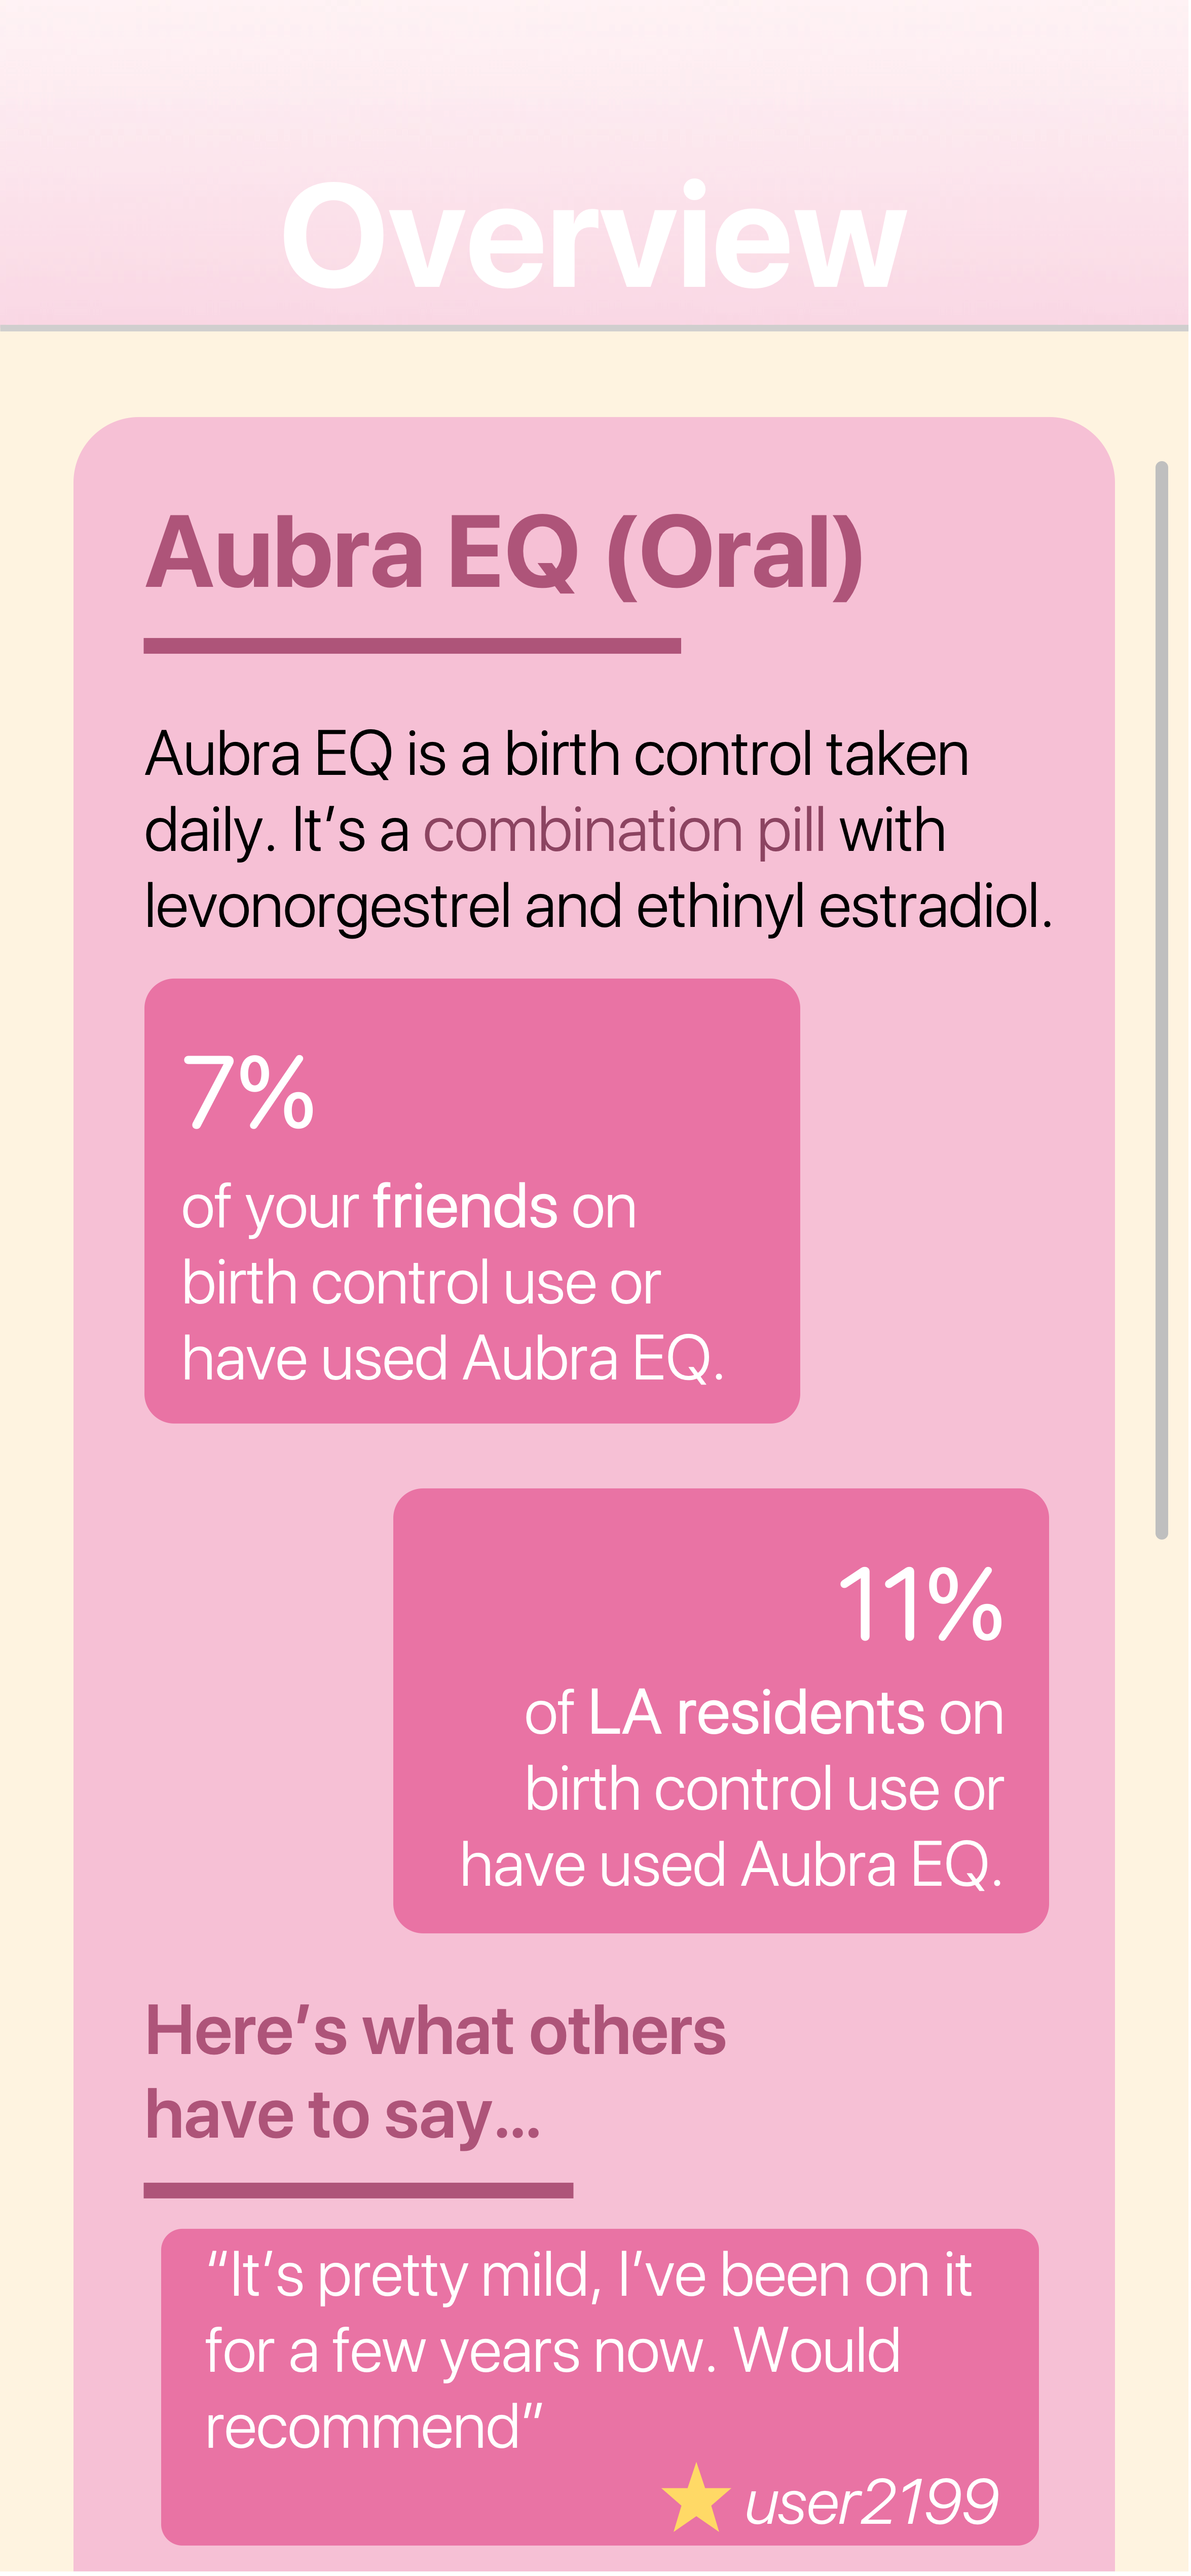 Overview
Aubra EQ (Oral)
Aubra EQ is a birth control taken
daily. It’s a combination pill with
levonorgestrel and ethinyl estradiol.
7%
of your friends on
birth control use or
have used Aubra EQ.
11%
of LA residents on
birth control use or
have used Aubra EQ.
Here’s what others
have to say...
“It’s pretty mild, I’ve been on it
for a few years now. Would
recommend”
user2199